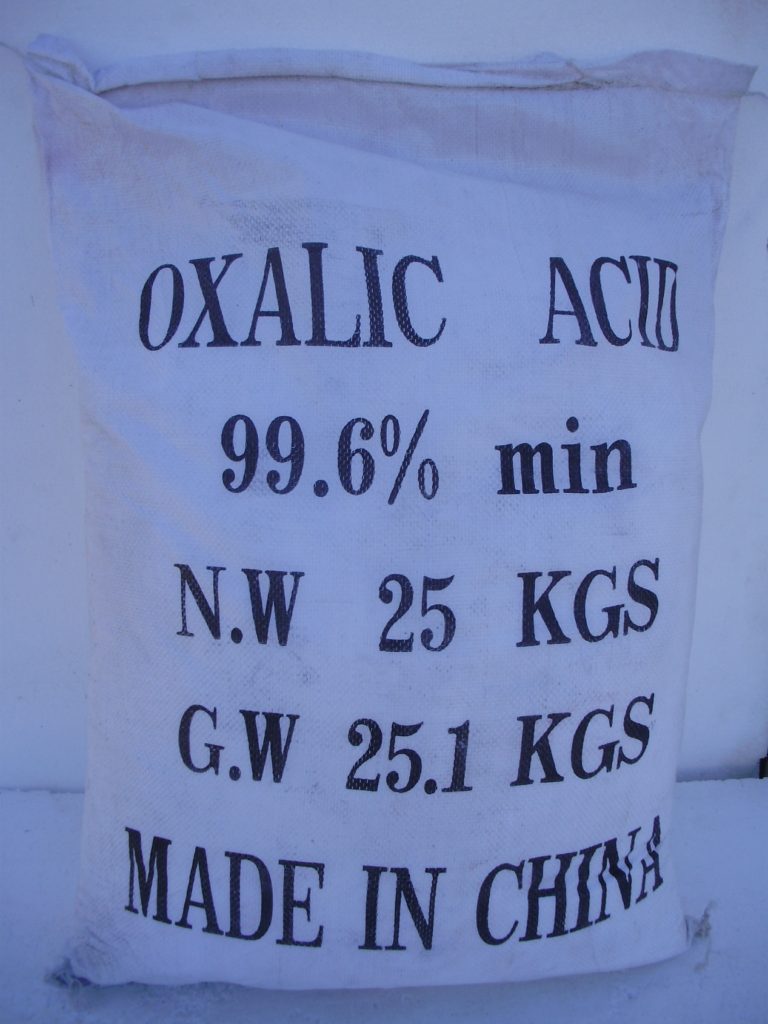 OXALIC ACID
99.6% min
N.W 25 KGS
G.W 25.1 KGS
MADE IN CHINA